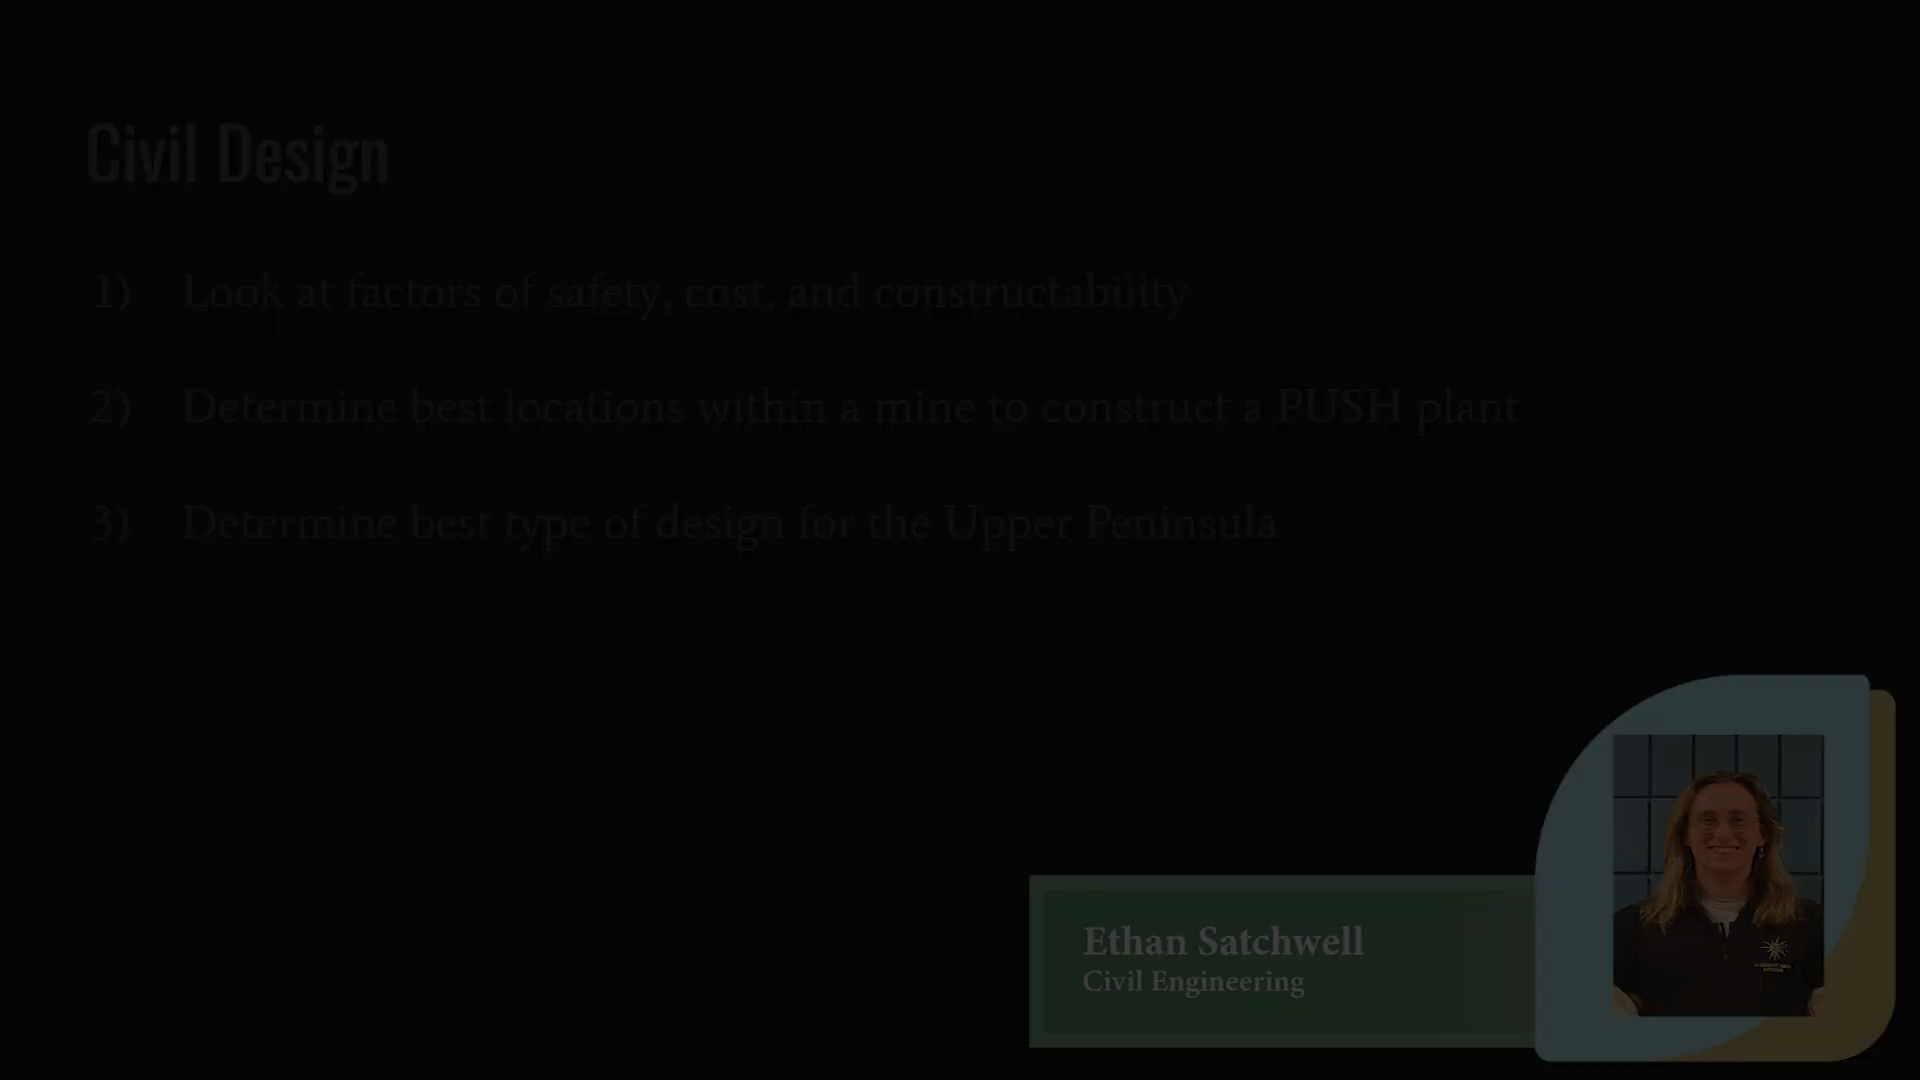 Civil Design
1) Look at factors of safety, cost, and constructability
2) Determine best locations within a mine to construct a PUSH plant
3) Determine best type of design for the Upper Peninsula
Ethan Satchwell
Civil Engineering